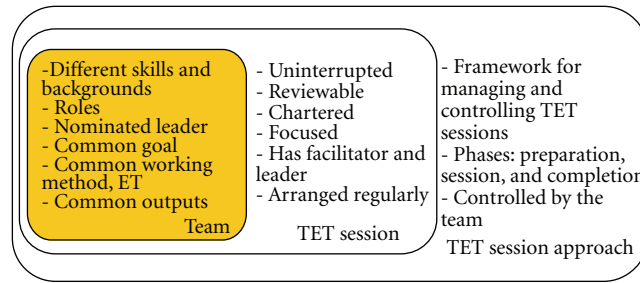 -Different skills and
backgrounds
- Roles
- Nominated leader
- Common goal
- Common working
method, ET
- Common outputs
Team
- Uninterrupted
- Reviewable
- Chartered
- Focused
- Has facilitator and
leader
- Arranged regularly
TET session
- Framework for
managing and
controlling TET
sessions
- Phases: preparation,
session, and completion
- Controlled by the
team
TET session approach